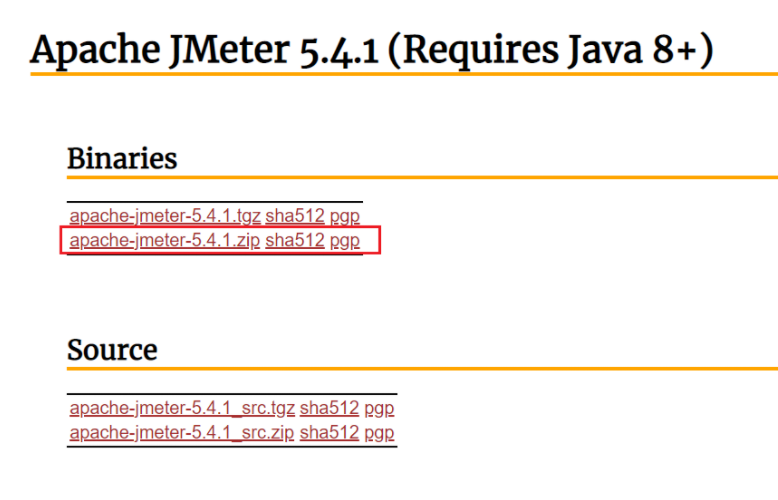 Apache JMeter 5.4.1 (Requires Java 8+)
Binaries
apache-jmeter-5.4.1.tgz sha512 pgp
apache-jmeter-5.4.1.zip sha512 pgp
Source
apache-jmeter-5.4.1_src.tgz sha512 pgp
apache-jmeter-5.4.1_src.zip sha512 pgp